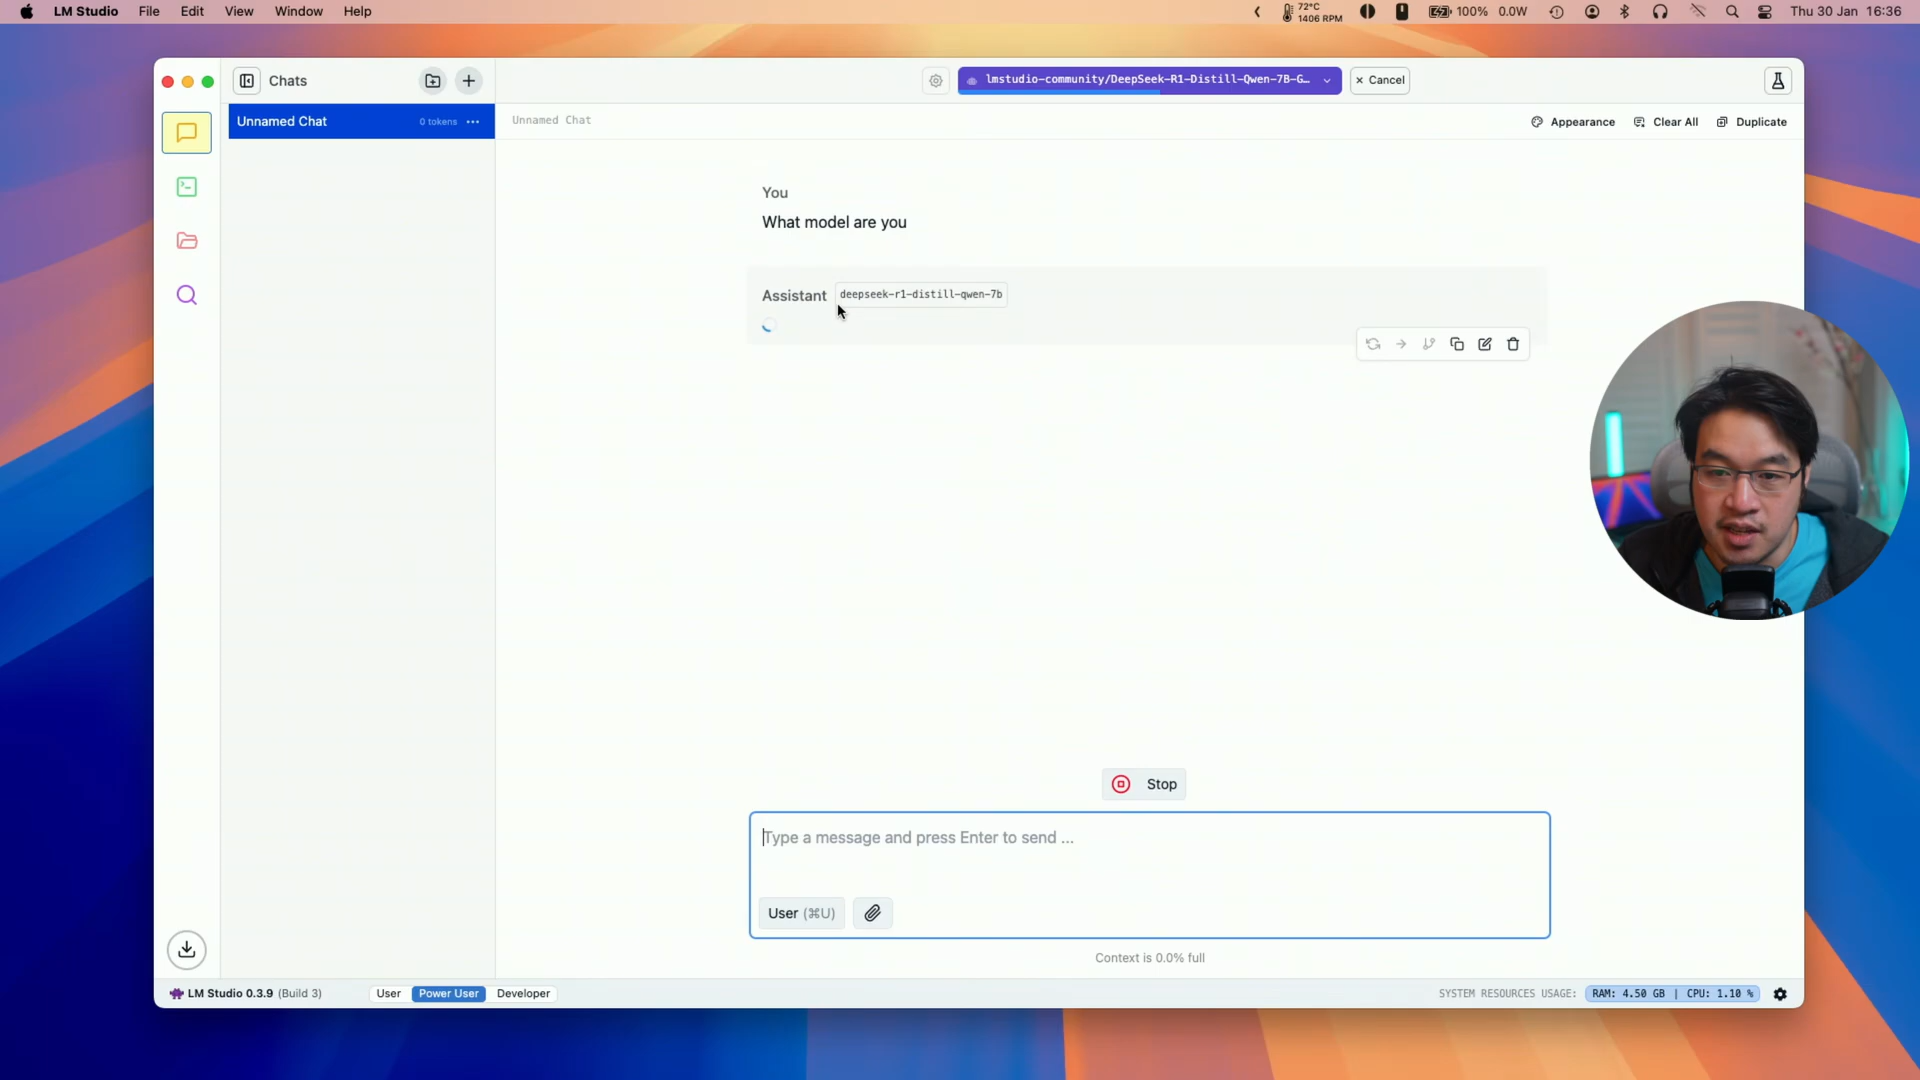 LM Studio File Edit View Window Help
72°C
1406 RPM
100% 0.0W Thu 30 Jan 16:36
Chats
lmstudio-community/DeepSeek-R1-Distill-Qwen-7B-G…
× Cancel
Unnamed Chat 0 tokens ...
Unnamed Chat
Appearance Clear All Duplicate
You
What model are you
Assistant deepseek-r1-distill-qwen-7b
Stop
Type a message and press Enter to send ...
User (⌘U)
Context is 0.0% full
LM Studio 0.3.9 (Build 3) User Power User Developer
SYSTEM RESOURCES USAGE: RAM: 4.50 GB | CPU: 1.10 %